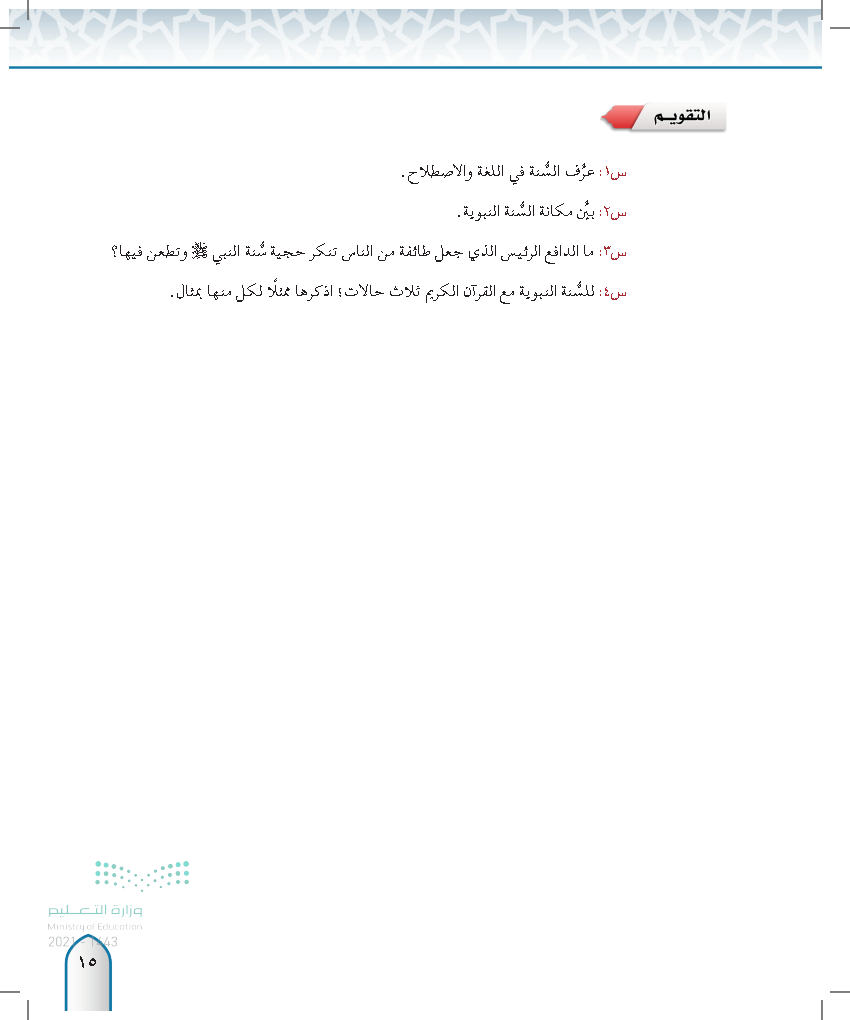 التقويم
س١: عرِّف السُّنة في اللغة والاصطلاح.
س٢: بيِّن مكانة السُّنة النبوية.
س٣: ما الدافع الرئيس الذي جعل طائفة من الناس تنكر حجية سُّنة النبي ﷺ وتطعن فيها؟
س٤: للسُّنة النبوية مع القرآن الكريم ثلاث حالات؛ اذكرها ممثلًا لكل منها بمثال.
وزارة التعليم
Ministry of Education
2021 - 1443
١٥